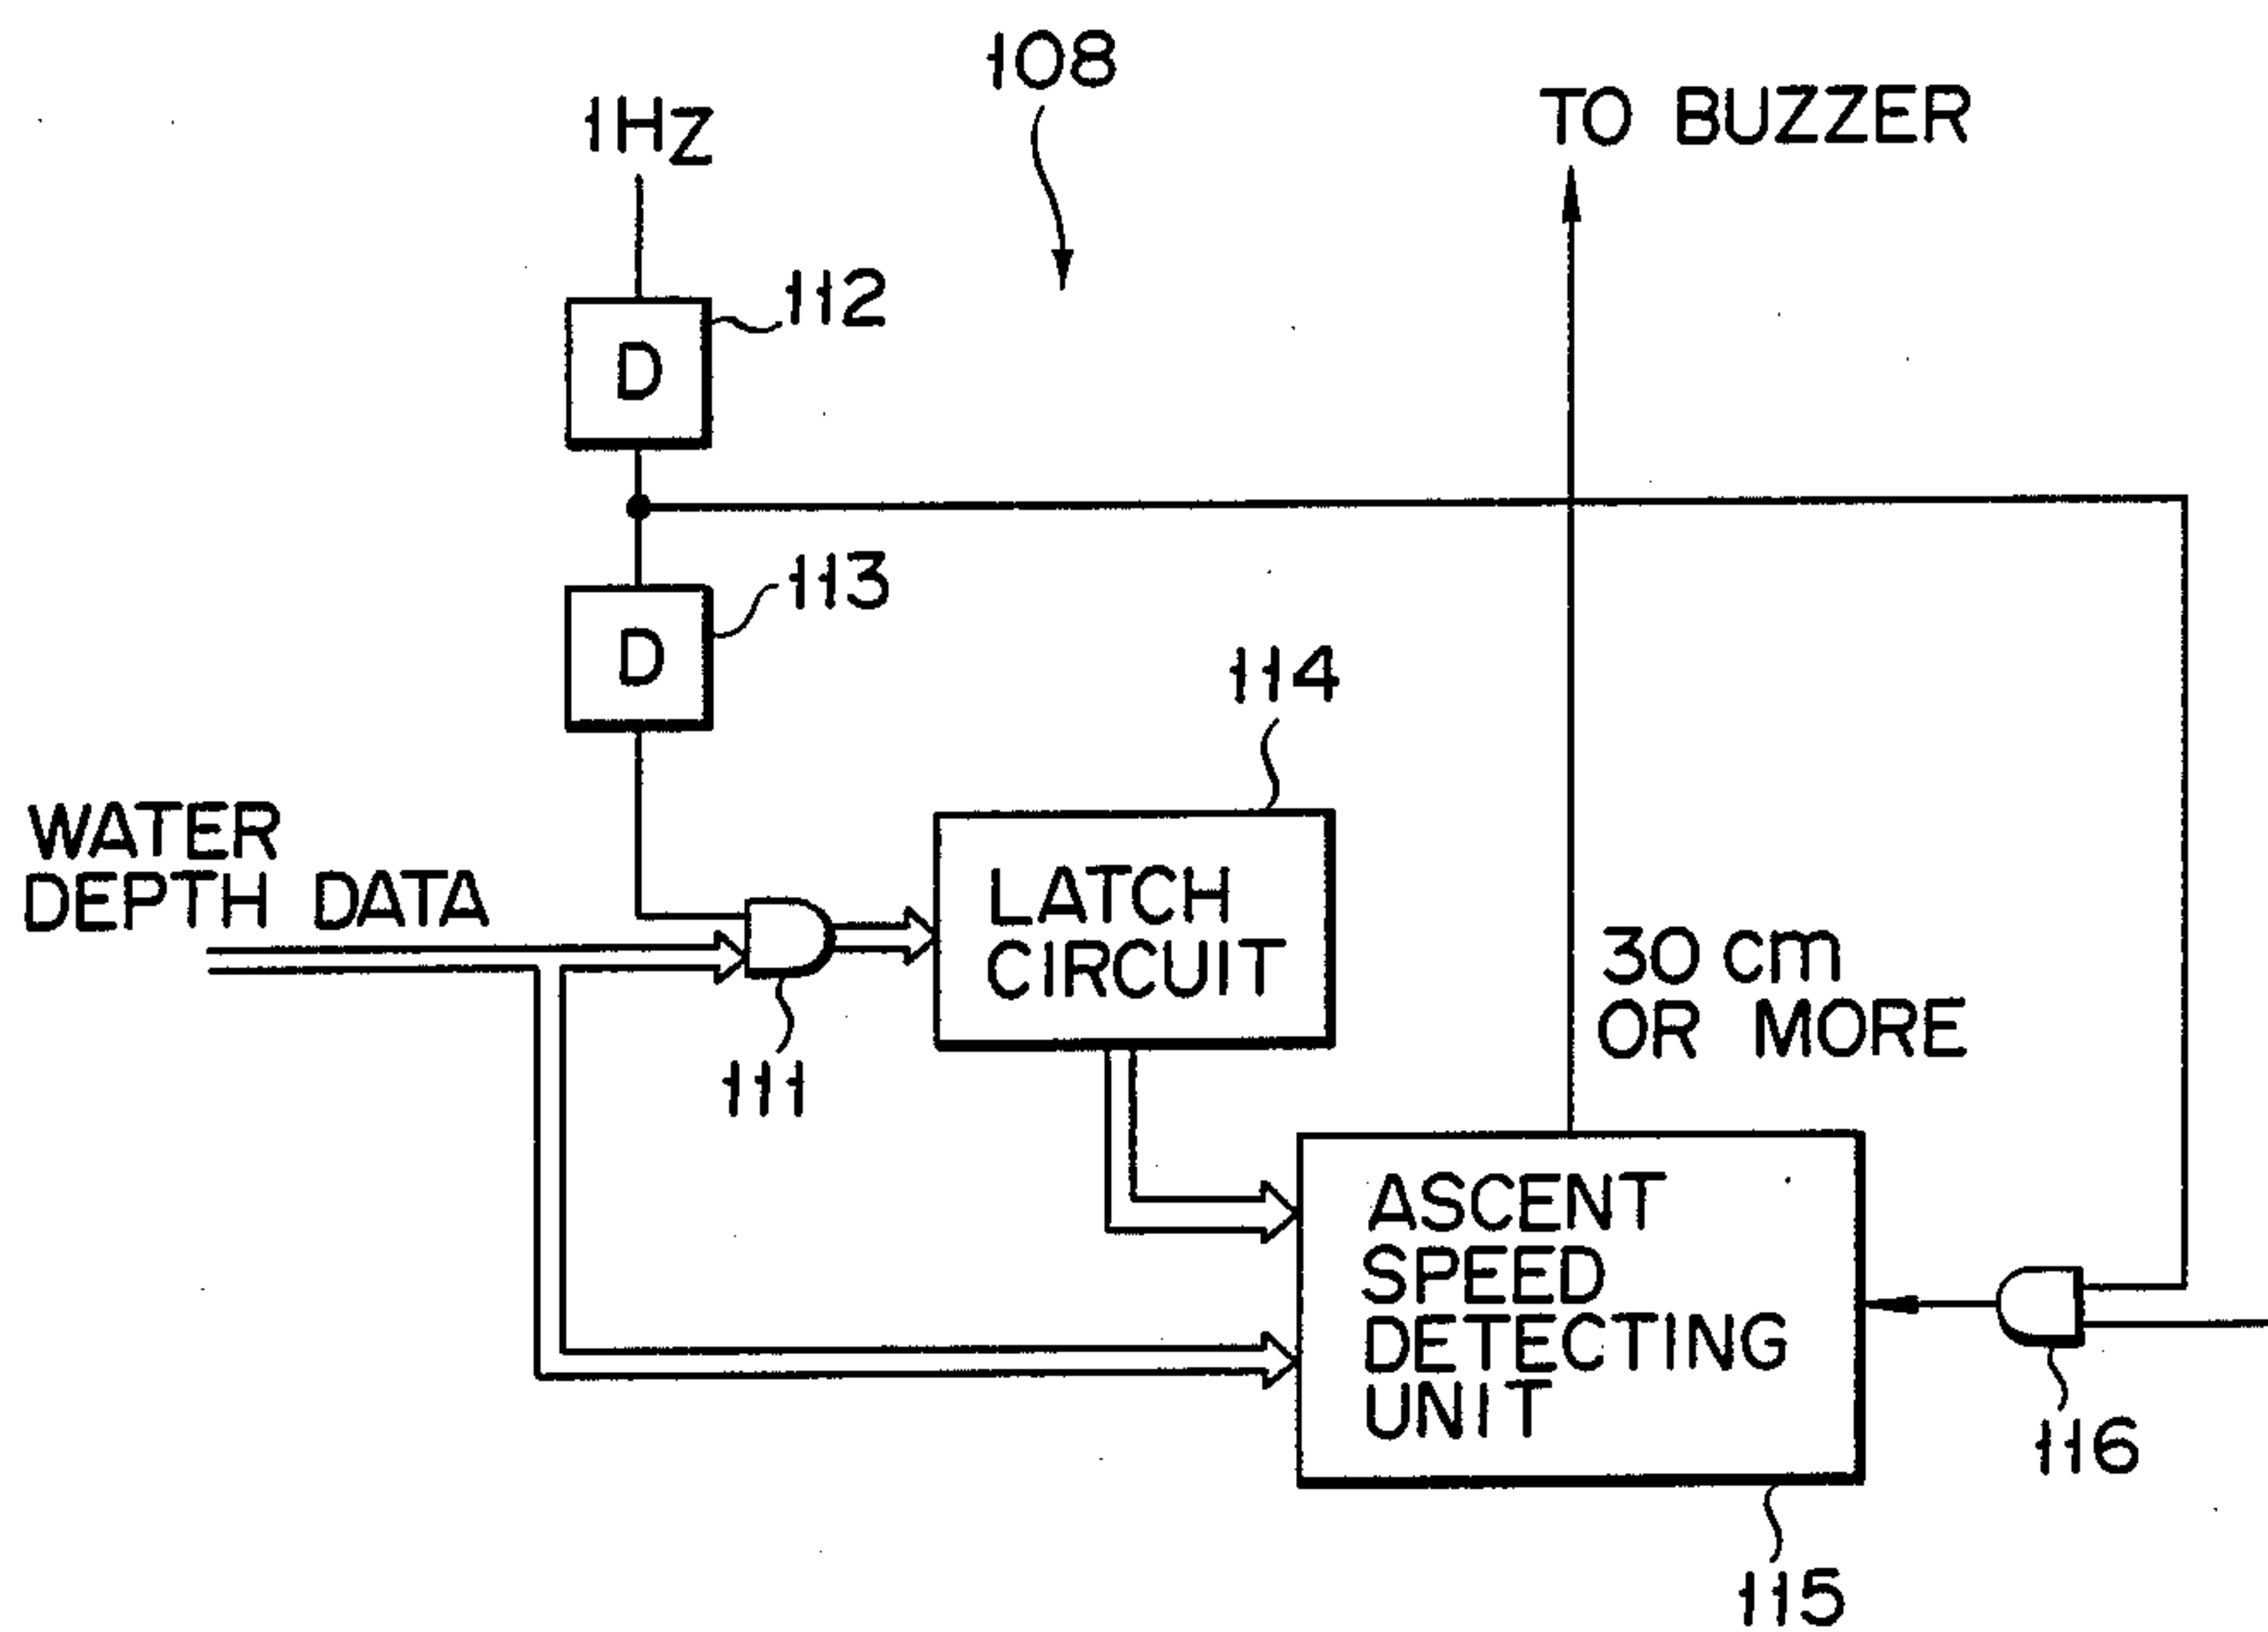 108
1HZ
TO BUZZER
112
D
113
D
114
WATER
DEPTH DATA
LATCH
CIRCUIT
30 cm
OR MORE
111
ASCENT
SPEED
DETECTING
UNIT
116
115